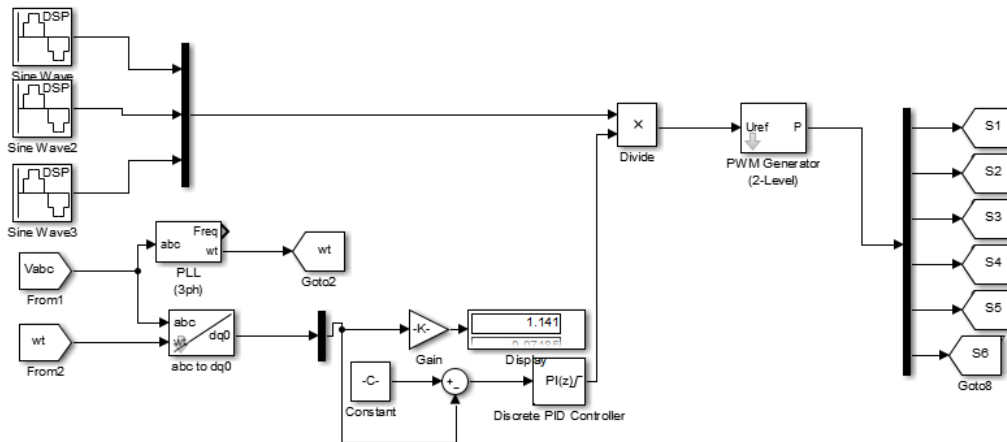 DSP
Sine Wave
DSP
Sine Wave2
DSP
Sine Wave3
×
Divide
Uref P
PWM Generator
(2-Level)
S1
S2
S3
S4
S5
S6
Goto8
Vabc
From1
abc
Freq
wt
PLL
(3ph)
wt
Goto2
wt
From2
abc
wt
dq0
abc to dq0
-K-
Gain
1.141
Display
-C-
Constant
+
-
PI(z)
Discrete PID Controller